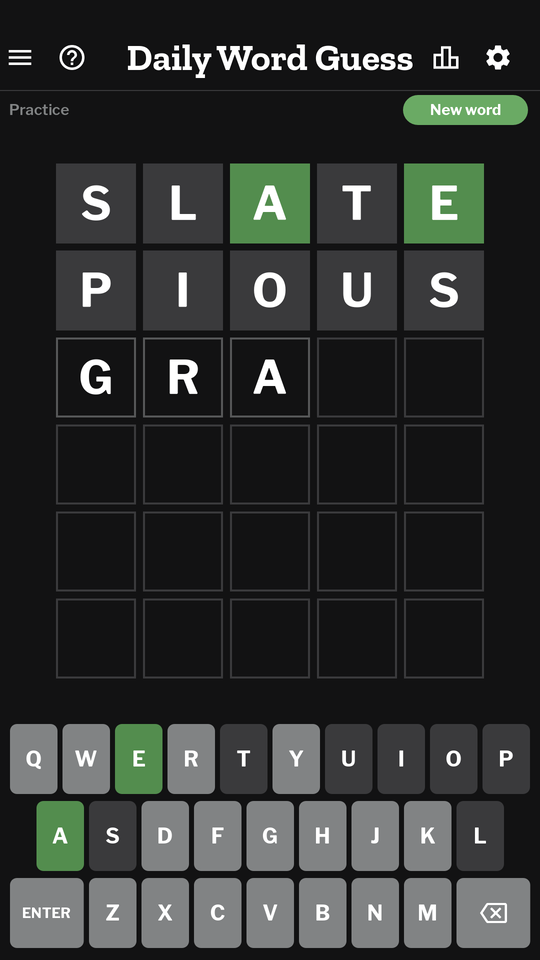 Daily Word Guess
Practice
New word
S L A T E
P I O U S
G R A
Q W E R T Y U I O P
A S D F G H J K L
ENTER Z X C V B N M